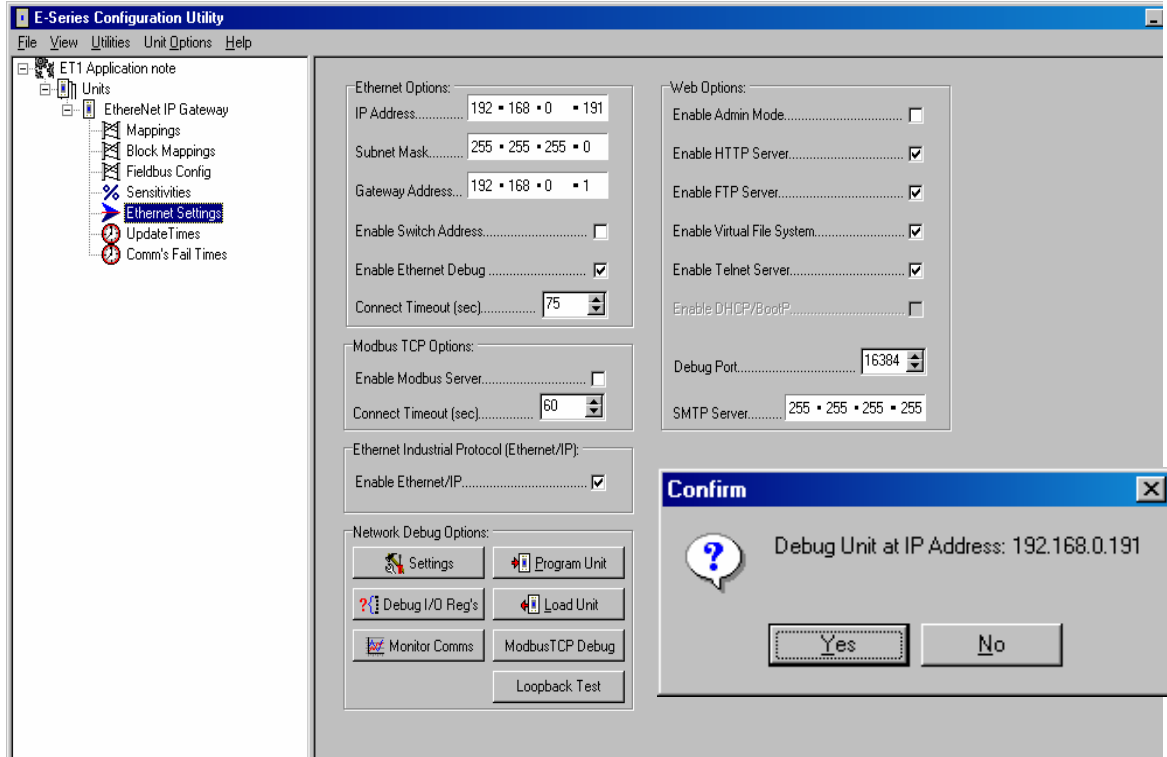 E-Series Configuration Utility
File View Utilities Unit Options Help
ET1 Application note
Units
EthereNet IP Gateway
Mappings
Block Mappings
Fieldbus Config
Sensitivities
Ethernet Settings
UpdateTimes
Comm's Fail Times
Ethernet Options:
IP Address............. 192 . 168 . 0 . 191
Subnet Mask......... 255 . 255 . 255 . 0
Gateway Address... 192 . 168 . 0 . 1
Enable Switch Address...........................
Enable Ethernet Debug .........................
Connect Timeout (sec)................ 75
Modbus TCP Options:
Enable Modbus Server...........................
Connect Timeout (sec)................ 60
Ethernet Industrial Protocol (Ethernet/IP):
Enable Ethernet/IP.................................
Network Debug Options:
Settings
Program Unit
Debug I/O Reg's
Load Unit
Monitor Comms
ModbusTCP Debug
Loopback Test
Web Options:
Enable Admin Mode..............................
Enable HTTP Server..............................
Enable FTP Server................................
Enable Virtual File System......................
Enable Telnet Server.............................
Enable DHCP/BootP.............................
Debug Port.............................. 16384
SMTP Server.......... 255 . 255 . 255 . 255
Confirm
Debug Unit at IP Address: 192.168.0.191
Yes
No